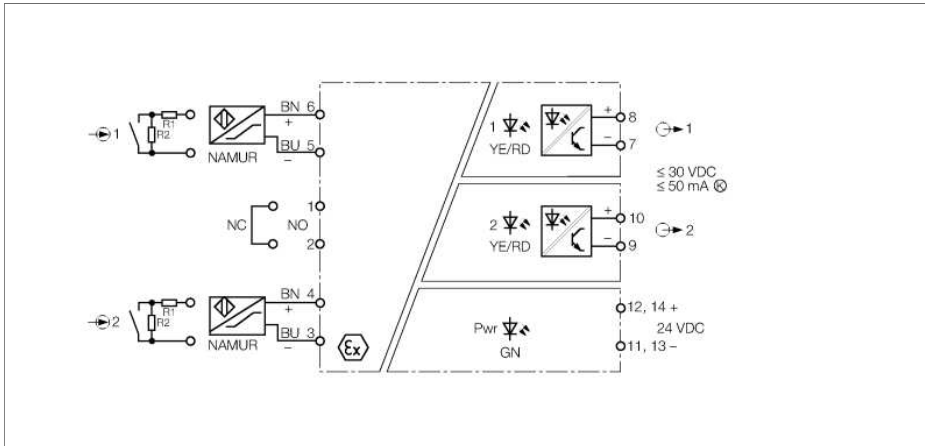 1
R1
R2
BN 6
+
BU 5
–
NAMUR
NC
NO
1
2
2
R1
R2
BN 4
+
BU 3
–
NAMUR
Ex
1
YE/RD
+
8
–
7
1
≤ 30 VDC
≤ 50 mA Ⓚ
2
YE/RD
+
10
–
9
2
Pwr
GN
12, 14 +
24 VDC
11, 13 –